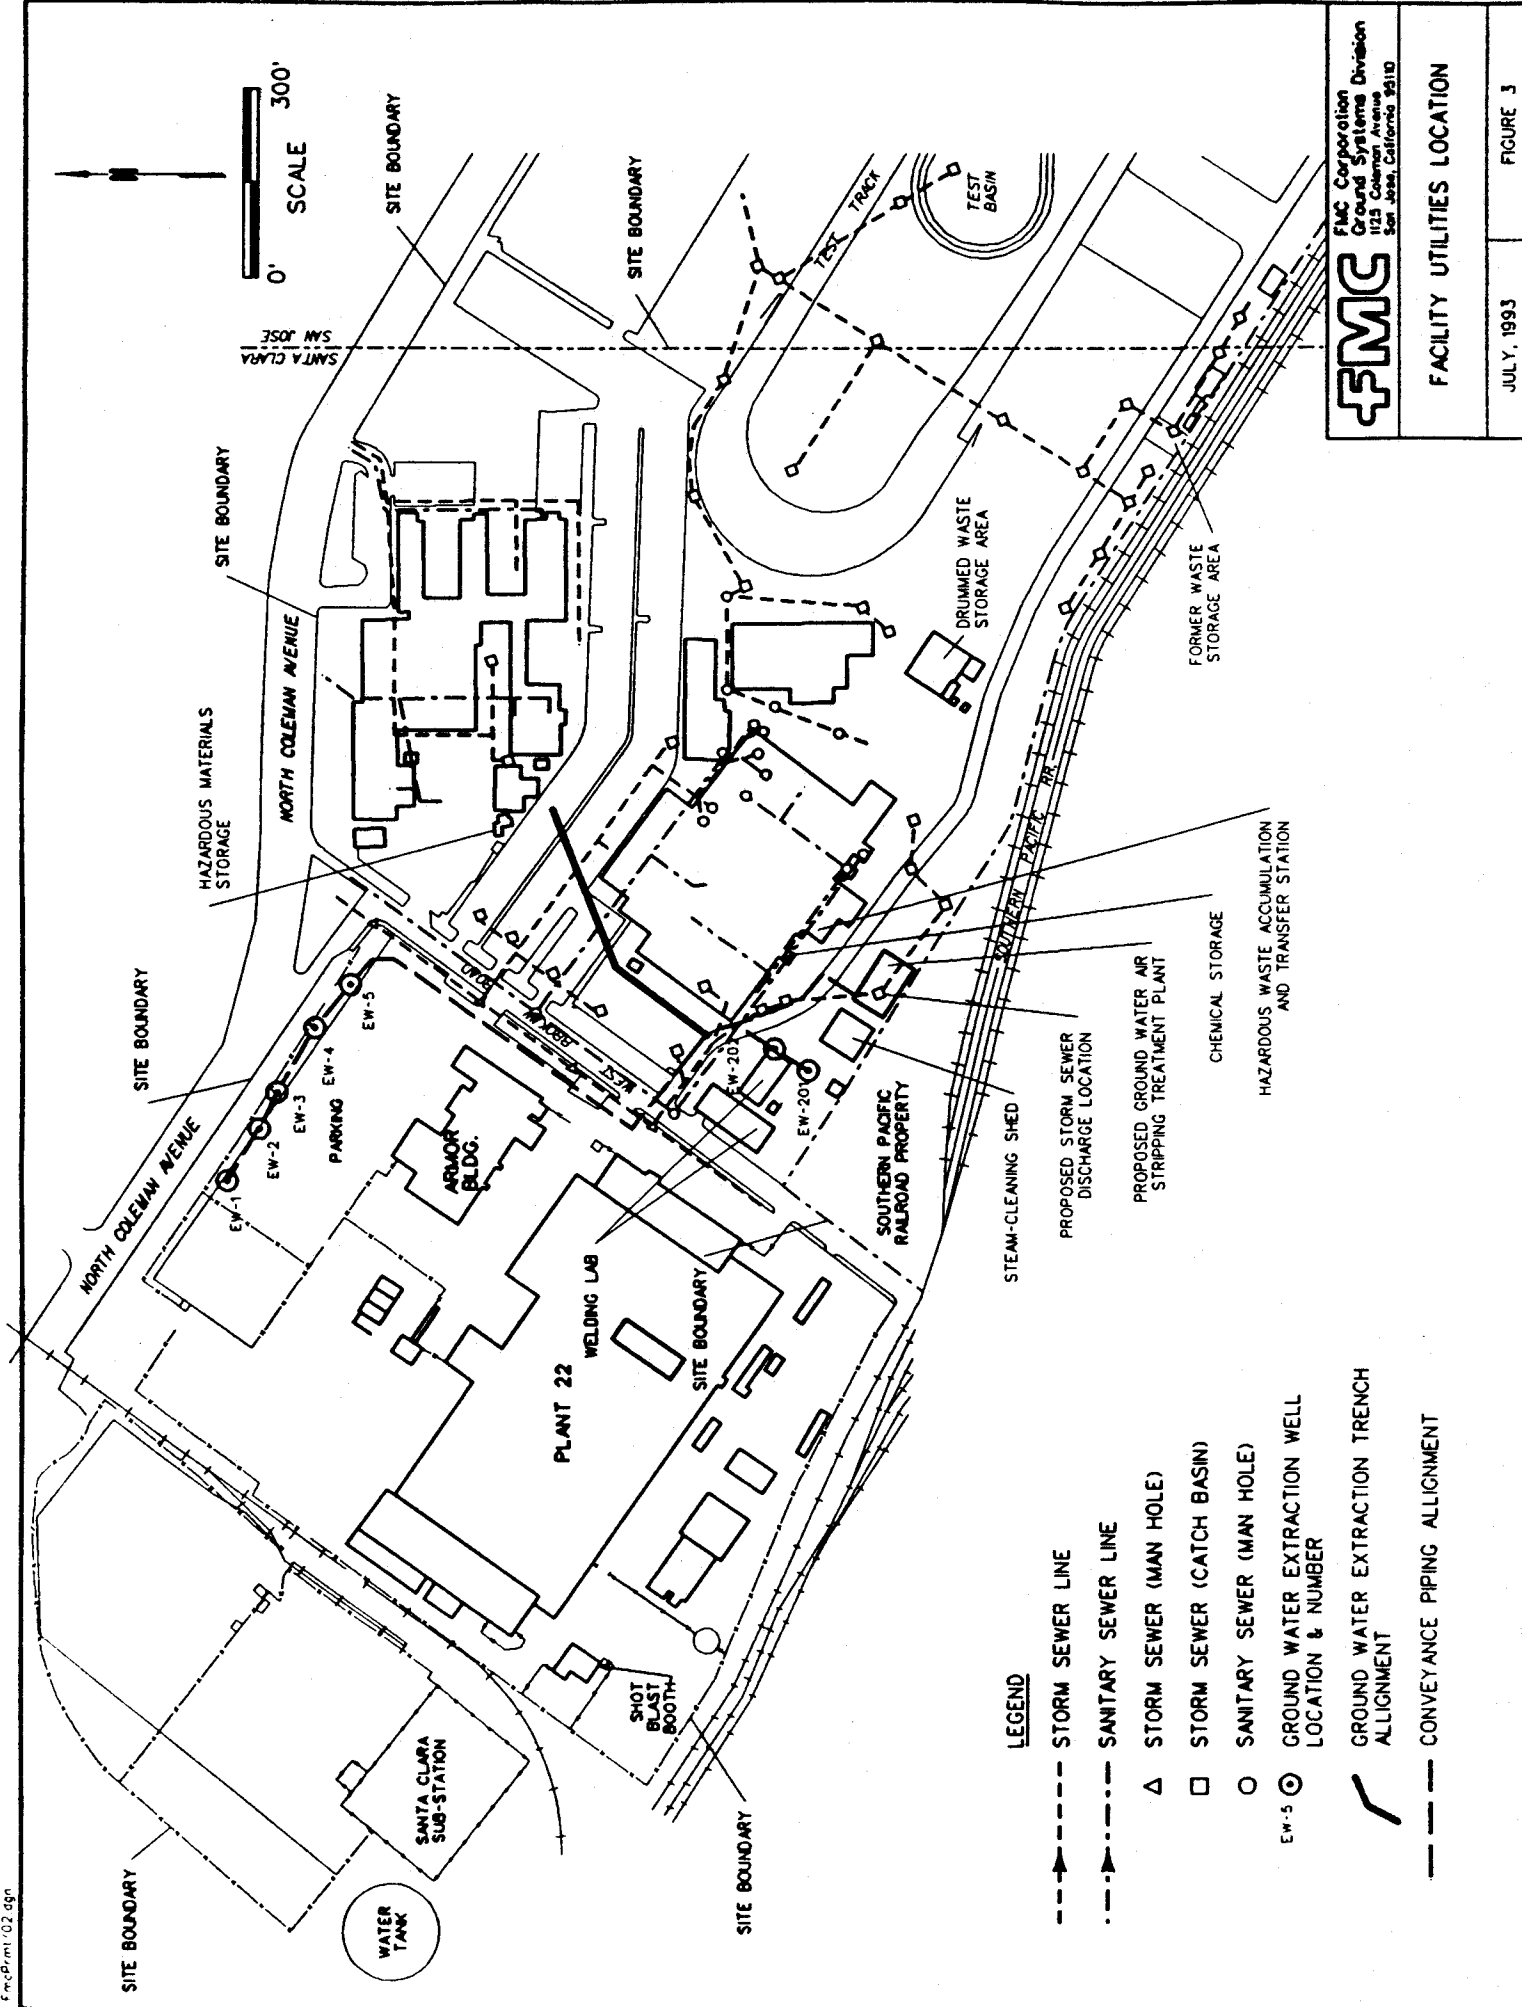 SITE BOUNDARY
WATER
TANK
SANTA CLARA
SUB-STATION
SHOT
BLAST
BOOTH
SITE BOUNDARY
NORTH COLEMAN AVENUE
SITE BOUNDARY
EW-1
EW-2
EW-3
EW-4
EW-5
PARKING
ARMOR
BLDG.
PLANT 22
WELDING LAB
SITE BOUNDARY
WEST
ROAD
EW-202
EW-201
SOUTHERN PACIFIC
RAILROAD PROPERTY
HAZARDOUS MATERIALS
STORAGE
NORTH COLEMAN AVENUE
SITE BOUNDARY
SANTA CLARA
SAN JOSE
0'
300'
SCALE
SITE BOUNDARY
SITE BOUNDARY
TEST TRACK
TEST
BASIN
DRUMMED WASTE
STORAGE AREA
FORMER WASTE
STORAGE AREA
SOUTHERN PACIFIC RR.
STEAM-CLEANING SHED
PROPOSED STORM SEWER
DISCHARGE LOCATION
PROPOSED GROUND WATER AIR
STRIPPING TREATMENT PLANT
CHEMICAL STORAGE
HAZARDOUS WASTE ACCUMULATION
AND TRANSFER STATION
LEGEND
STORM SEWER LINE
SANITARY SEWER LINE
STORM SEWER (MAN HOLE)
STORM SEWER (CATCH BASIN)
SANITARY SEWER (MAN HOLE)
EW-5 GROUND WATER EXTRACTION WELL
LOCATION & NUMBER
GROUND WATER EXTRACTION TRENCH
ALLIGNMENT
CONVEYANCE PIPING ALLIGNMENT
FMC
FMC Corporation
Ground Systems Division
1125 Coleman Avenue
San Jose, California 95110
FACILITY UTILITIES LOCATION
JULY, 1993
FIGURE 3